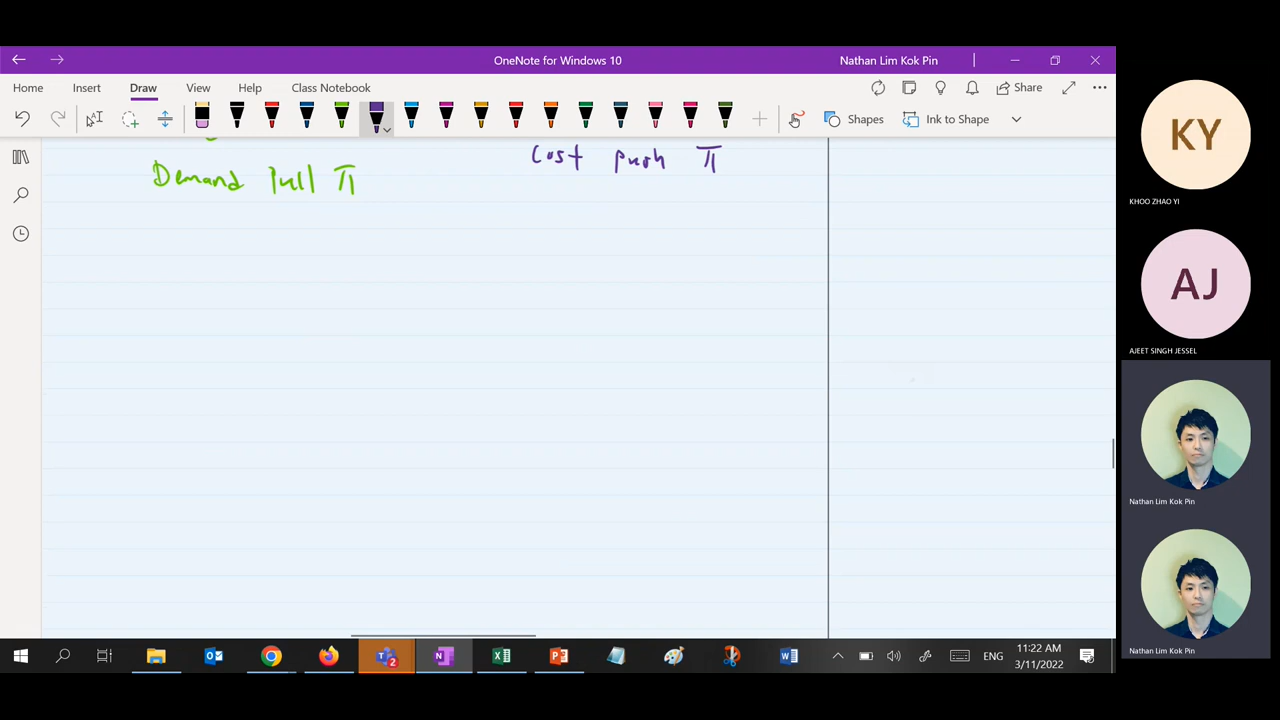 OneNote for Windows 10
Nathan Lim Kok Pin
Home Insert Draw View Help Class Notebook
Share
Shapes
Ink to Shape
Cost push π
Demand Pull π
KY
KHOO ZHAO YI
AJ
AJEET SINGH JESSEL
Nathan Lim Kok Pin
Nathan Lim Kok Pin
2
ENG
11:22 AM
3/11/2022